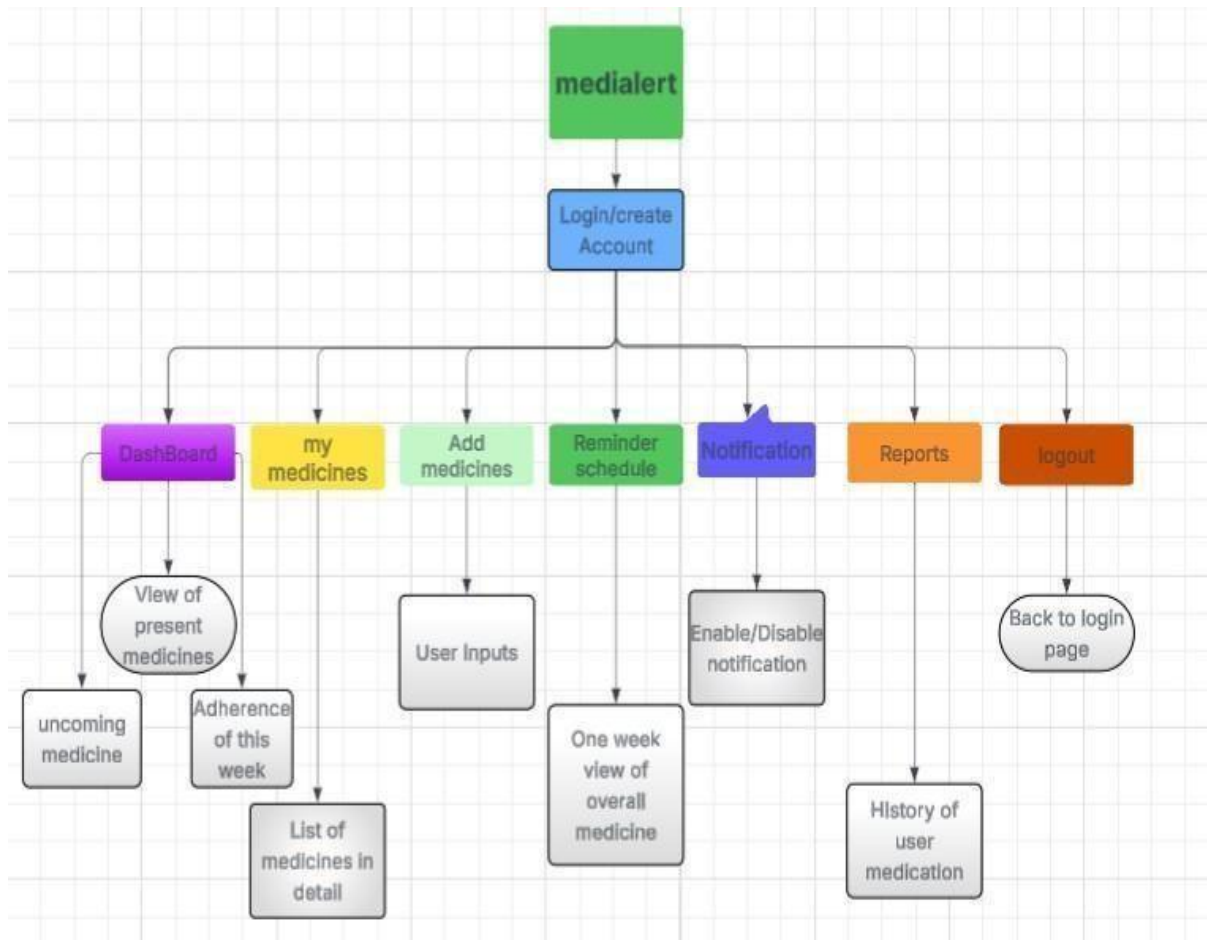 medialert
Login/create
Account
DashBoard
my
medicines
Add
medicines
Reminder
schedule
Notification
Reports
logout
View of
present
medicines
uncoming
medicine
Adherence
of this
week
List of
medicines in
detail
User Inputs
One week
view of
overall
medicine
Enable/Disable
notification
HIstory of
user
medication
Back to login
page